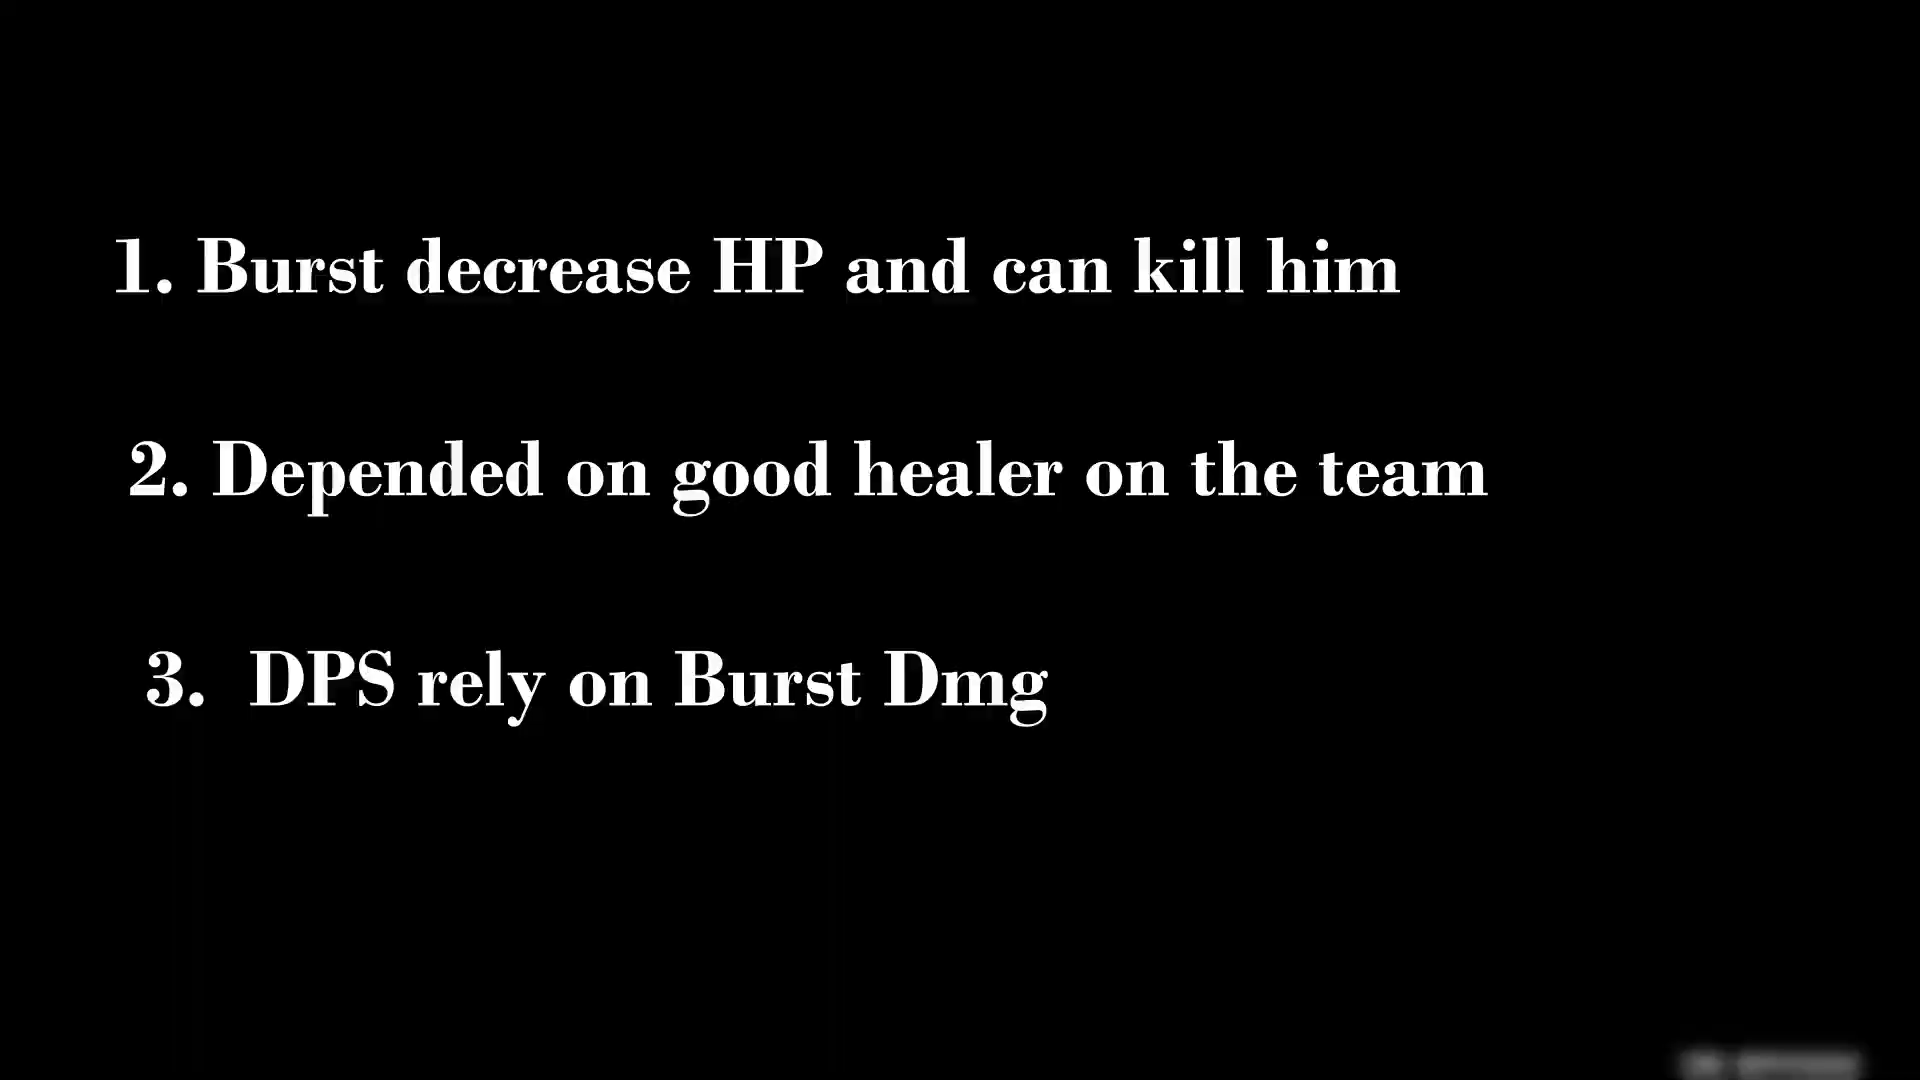 1. Burst decrease HP and can kill him
2. Depended on good healer on the team
3. DPS rely on Burst Dmg